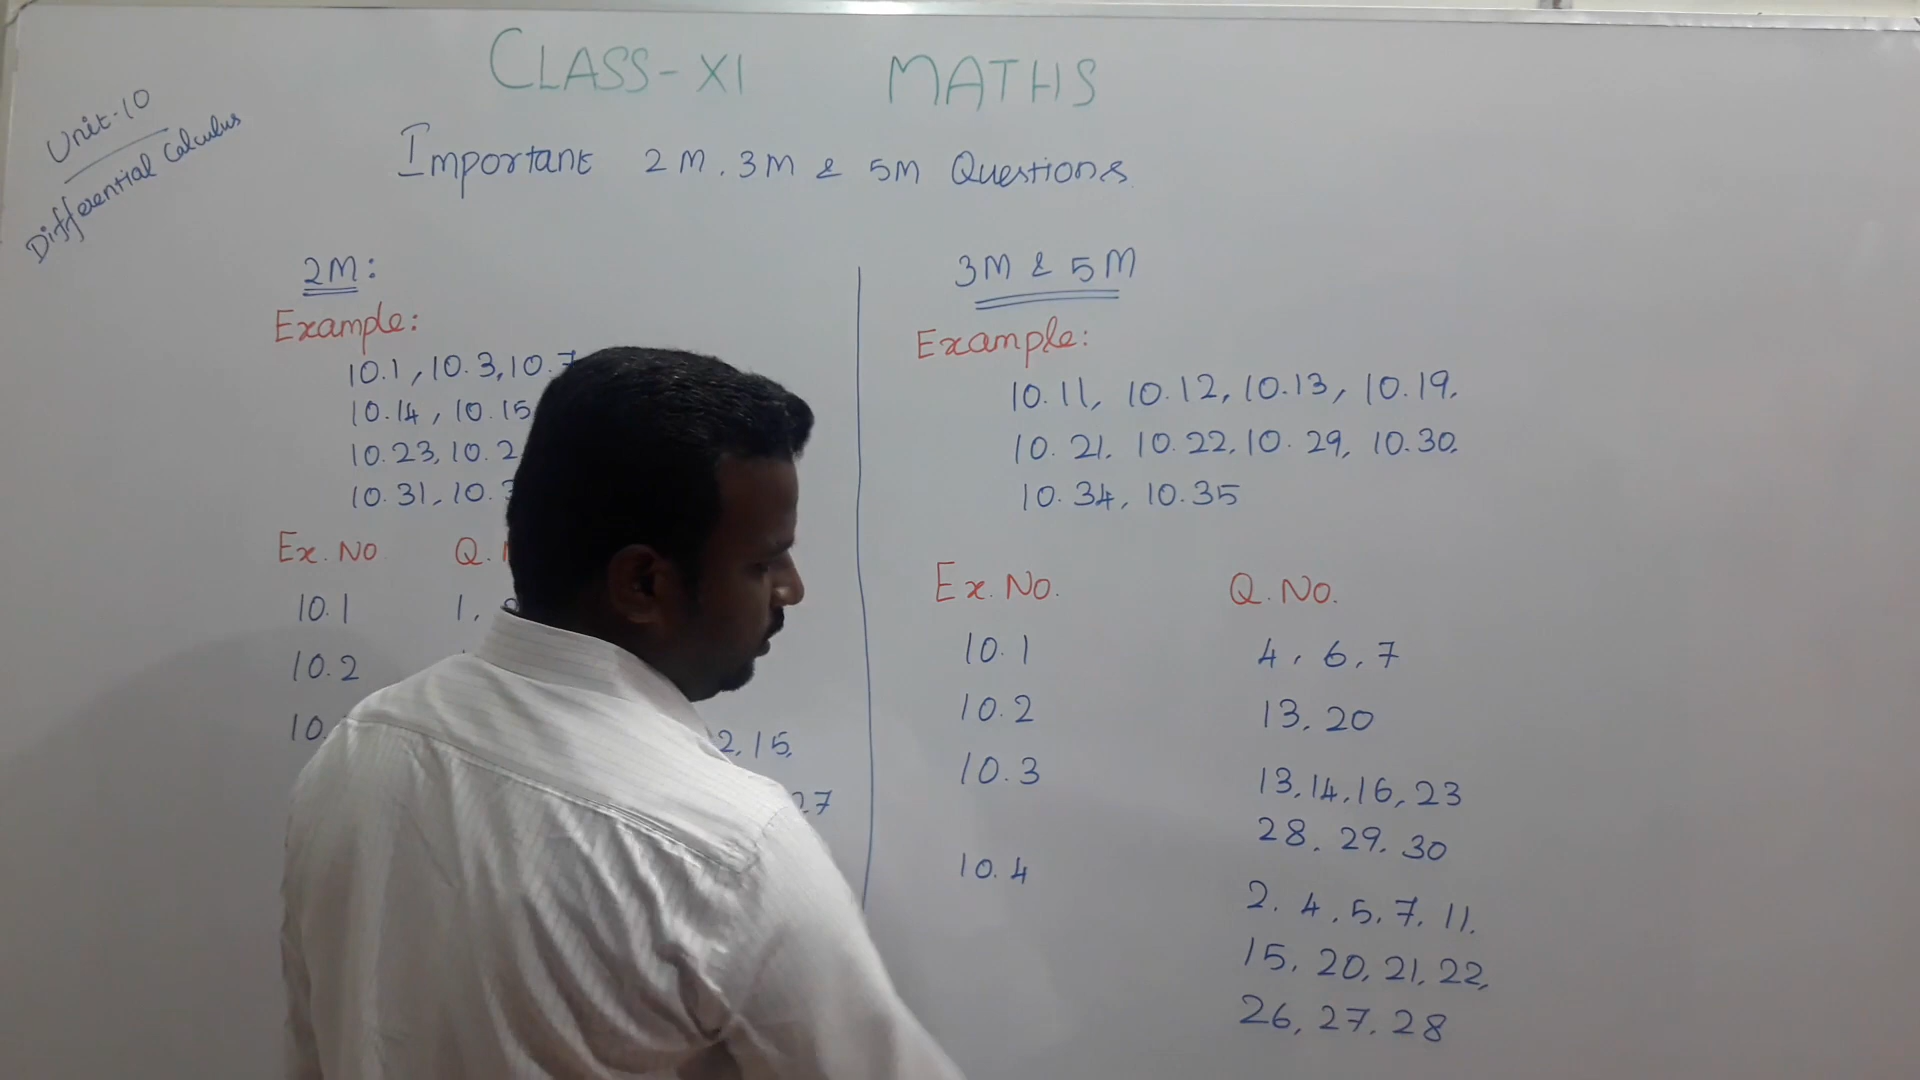 CLASS-XI MATHS
Unit-10
Differential Calculus
Important 2M, 3M & 5M Questions
2M:
Example:
10.1, 10.3, 10.7
10.14, 10.15
10.23, 10.2
10.31, 10.
Ex. No Q.
10.1 1,
10.2
10.
2, 15,
27
3M & 5M
Example:
10.11, 10.12, 10.13, 10.19,
10.21, 10.22, 10.29, 10.30,
10.34, 10.35
Ex. No. Q. No.
10.1 4, 6, 7
10.2 13, 20
10.3 13, 14, 16, 23
28, 29, 30
10.4 2, 4, 5, 7, 11,
15, 20, 21, 22,
26, 27, 28